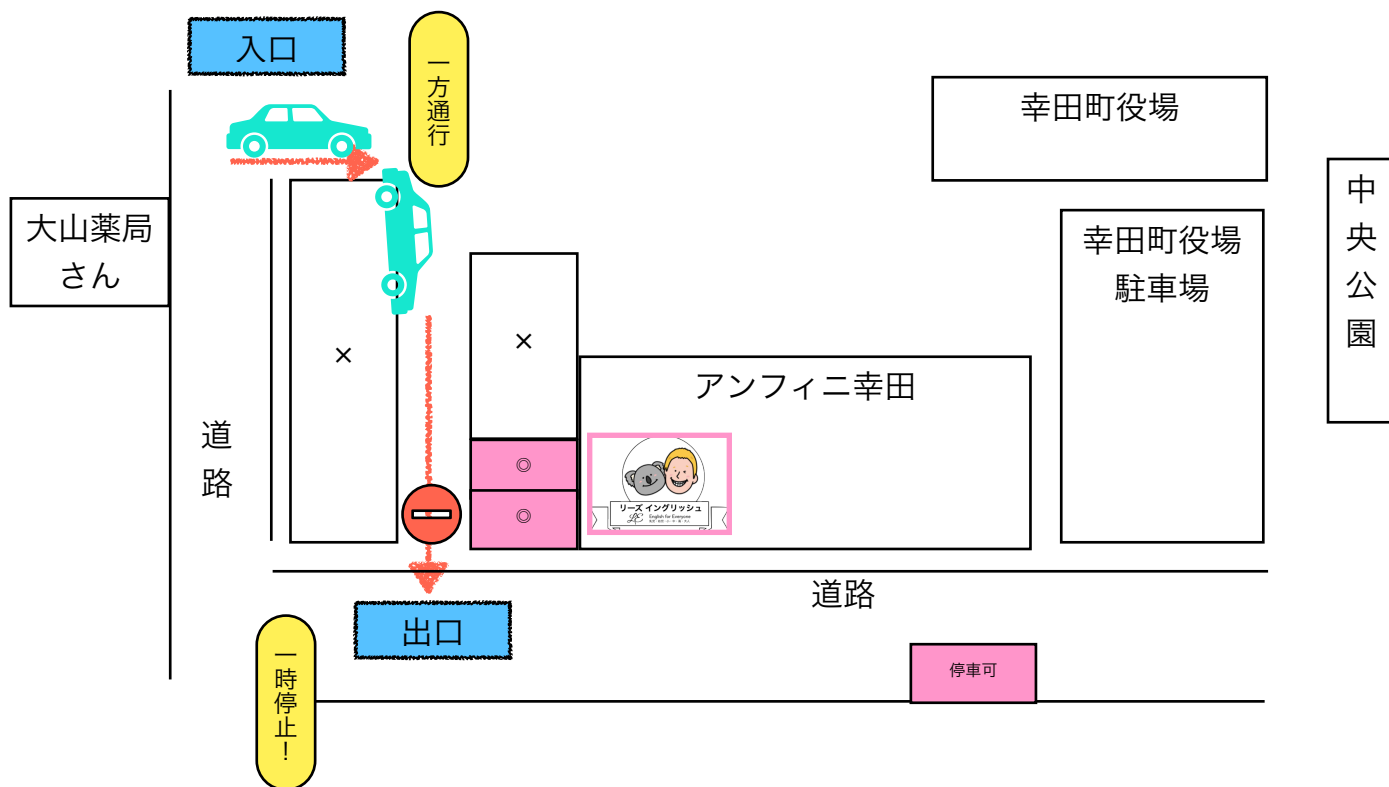 入口
一方通行
幸田町役場
中央公園
大山薬局
さん
幸田町役場
駐車場
×
×
アンフィニ幸田
道路
◎
◎
リーズ イングリッシュ
English for Everyone
道路
出口
一時停止！
停車可